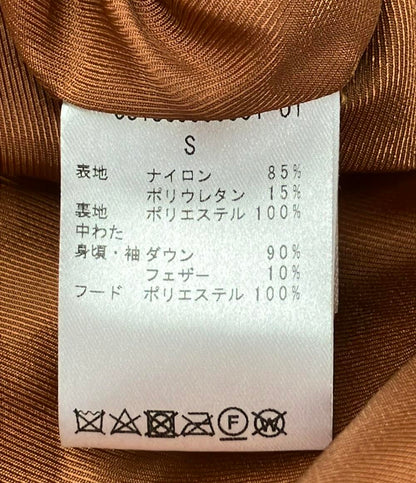 S
表地 ナイロン 85%
ポリウレタン 15%
裏地 ポリエステル 100%
中わた
身頃・袖 ダウン 90%
フェザー 10%
フード ポリエステル 100%
F W